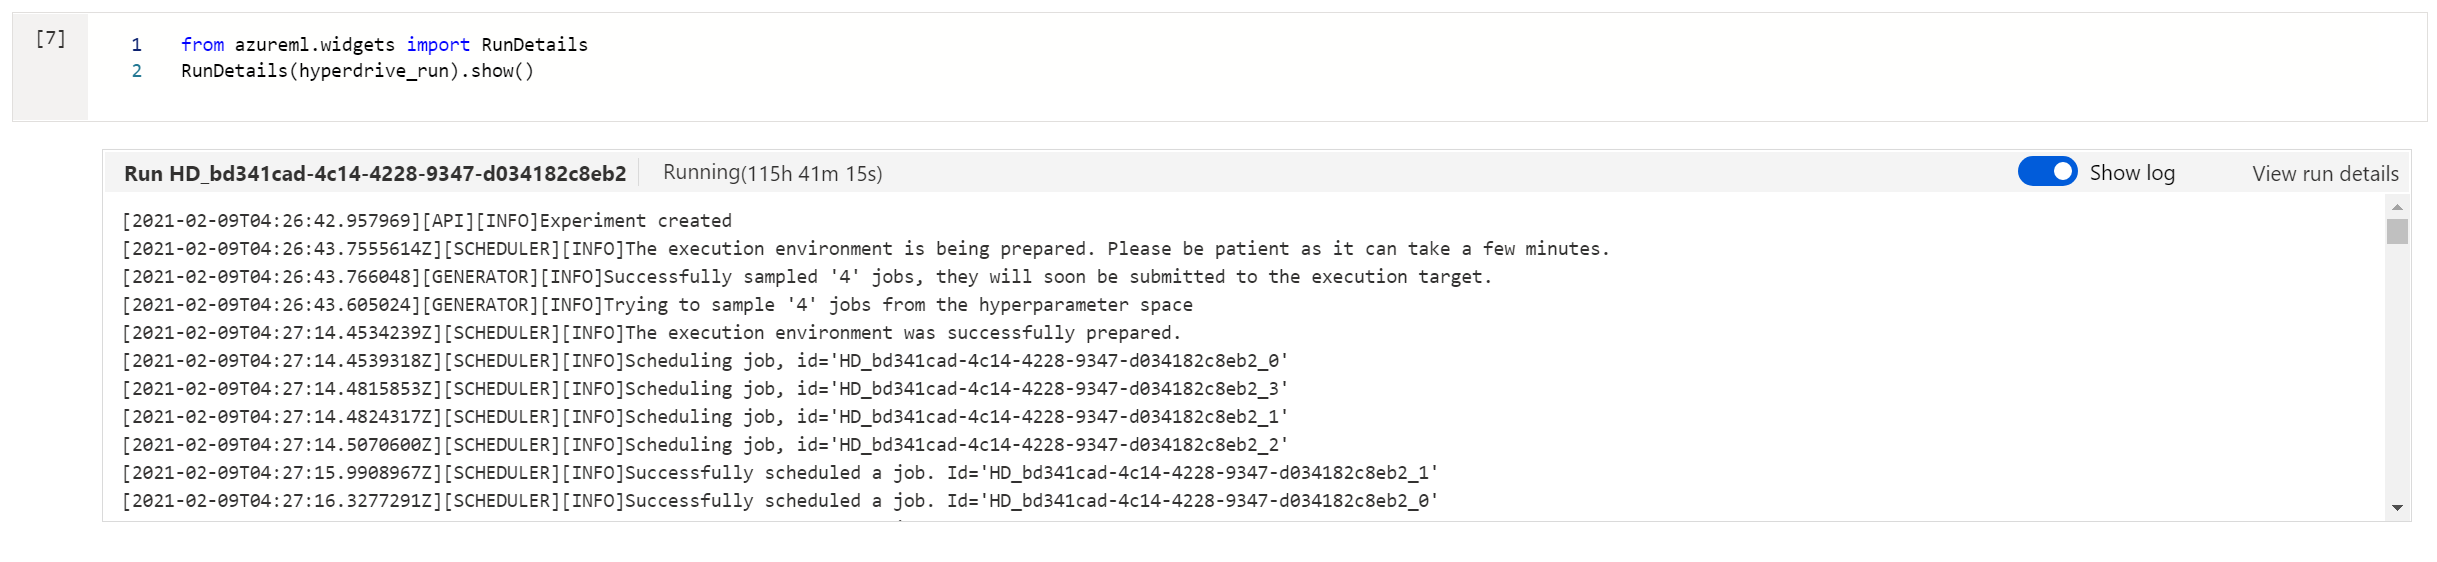 [7]
1 from azureml.widgets import RunDetails
2 RunDetails(hyperdrive_run).show()
Run HD_bd341cad-4c14-4228-9347-d034182c8eb2 Running(115h 41m 15s) Show log View run details
[2021-02-09T04:26:42.957969][API][INFO]Experiment created
[2021-02-09T04:26:43.7555614Z][SCHEDULER][INFO]The execution environment is being prepared. Please be patient as it can take a few minutes.
[2021-02-09T04:26:43.766048][GENERATOR][INFO]Successfully sampled '4' jobs, they will soon be submitted to the execution target.
[2021-02-09T04:26:43.605024][GENERATOR][INFO]Trying to sample '4' jobs from the hyperparameter space
[2021-02-09T04:27:14.4534239Z][SCHEDULER][INFO]The execution environment was successfully prepared.
[2021-02-09T04:27:14.4539318Z][SCHEDULER][INFO]Scheduling job, id='HD_bd341cad-4c14-4228-9347-d034182c8eb2_0'
[2021-02-09T04:27:14.4815853Z][SCHEDULER][INFO]Scheduling job, id='HD_bd341cad-4c14-4228-9347-d034182c8eb2_3'
[2021-02-09T04:27:14.4824317Z][SCHEDULER][INFO]Scheduling job, id='HD_bd341cad-4c14-4228-9347-d034182c8eb2_1'
[2021-02-09T04:27:14.5070600Z][SCHEDULER][INFO]Scheduling job, id='HD_bd341cad-4c14-4228-9347-d034182c8eb2_2'
[2021-02-09T04:27:15.9908967Z][SCHEDULER][INFO]Successfully scheduled a job. Id='HD_bd341cad-4c14-4228-9347-d034182c8eb2_1'
[2021-02-09T04:27:16.3277291Z][SCHEDULER][INFO]Successfully scheduled a job. Id='HD_bd341cad-4c14-4228-9347-d034182c8eb2_0'